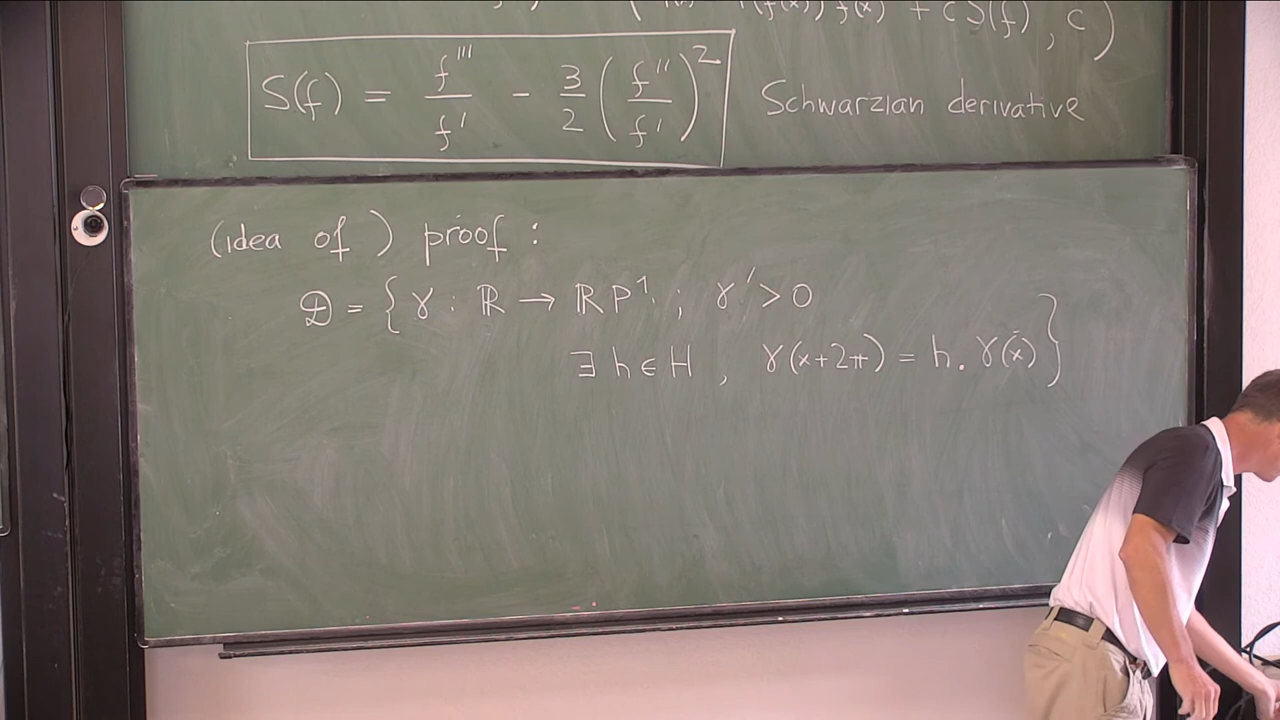 (f(x)) f(x) + c S(f) , c )
S(f) = f''' / f' - 3/2 ( f'' / f' )² Schwarzian derivative
(idea of ) proof :
𝔇 = { γ : ℝ → ℝP¹ ; γ' > 0
∃ h ∈ H , γ(x+2π) = h . γ(x) }